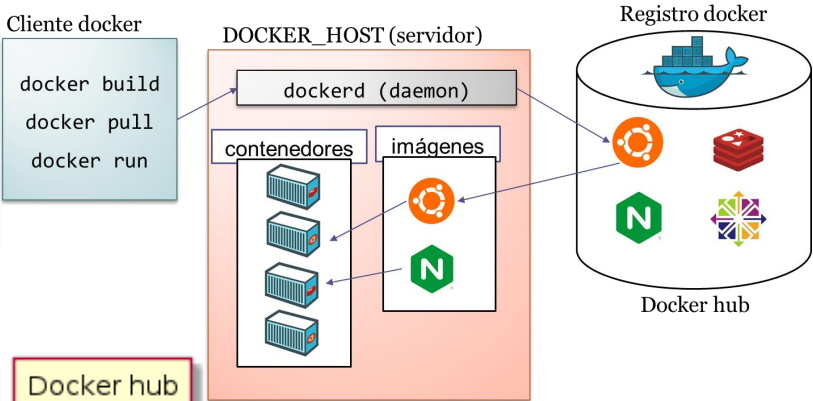 Cliente docker
docker build
docker pull
docker run
DOCKER_HOST (servidor)
dockerd (daemon)
contenedores
imágenes
N
Registro docker
N
Docker hub
Docker hub